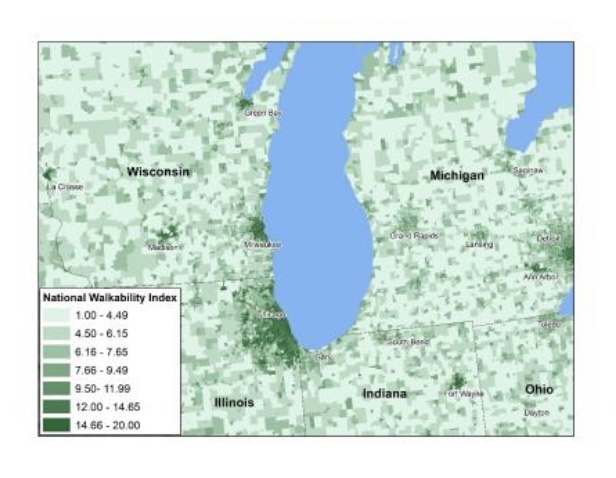 Green Bay
Wisconsin
Michigan
Saginaw
La Crosse
Grand Rapids
Lansing
Detroit
Madison
Milwaukee
Ann Arbor
National Walkability Index
1.00 - 4.49
4.50 - 6.15
6.16 - 7.65
7.66 - 9.49
9.50- 11.99
12.00 - 14.65
14.66 - 20.00
Chicago
Toledo
South Bend
Gary
Illinois
Indiana
Fort Wayne
Ohio
Dayton